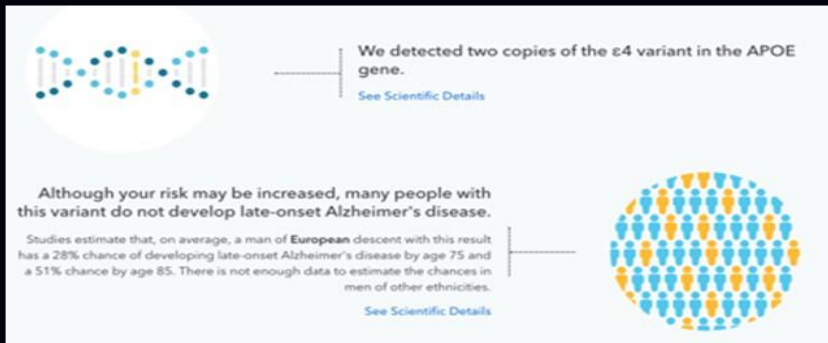 We detected two copies of the ε4 variant in the APOE
gene.
See Scientific Details
Although your risk may be increased, many people with
this variant do not develop late-onset Alzheimer's disease.
Studies estimate that, on average, a man of European descent with this result
has a 28% chance of developing late-onset Alzheimer's disease by age 75 and
a 51% chance by age 85. There is not enough data to estimate the chances in
men of other ethnicities.
See Scientific Details